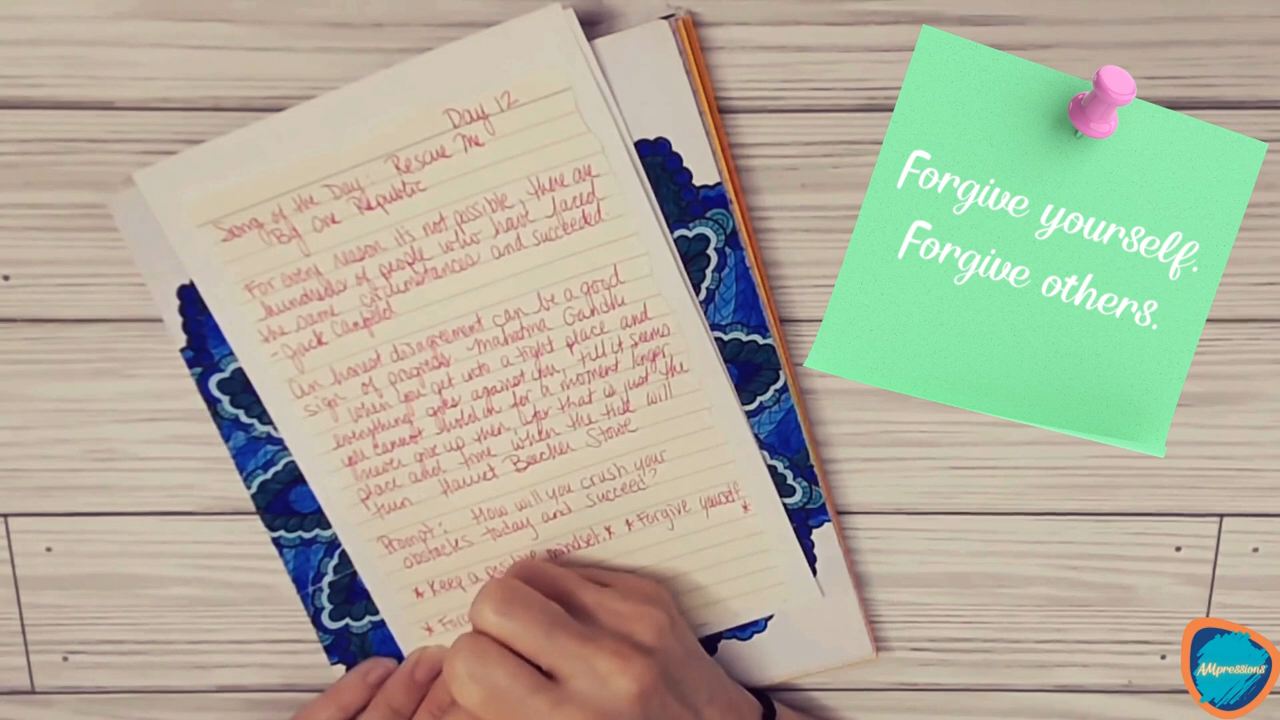 Day 12
Song of the Day: Rescue Me
By One Republic
For every reason it's not possible, there are
hundreds of people who have faced
the same circumstances and succeeded.
- Jack Canfield
An honest disagreement can be a good
sign of progress - Mahatma Gandhi
When you get into a tight place and
everything goes against you, till it seems
you cannot hold on for a moment longer
never give up then, for that is just the
place and time when the tide will
turn Harriet Beecher Stowe
Prompt: How will you crush your
obstacles today and succeed?
*Keep a positive mindset.* *Forgive yourself.
*
*
Forgive yourself.
Forgive others.
AMpressions